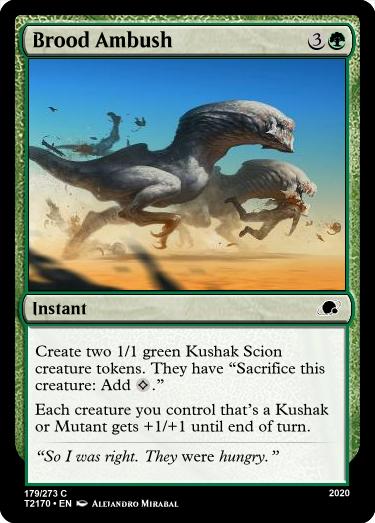 Brood Ambush 3
Instant
Create two 1/1 green Kushak Scion
creature tokens. They have “Sacrifice this
creature: Add .”
Each creature you control that’s a Kushak
or Mutant gets +1/+1 until end of turn.
“So I was right. They were hungry.”
179/273 C 2020
T2170 • EN Alejandro Mirabal